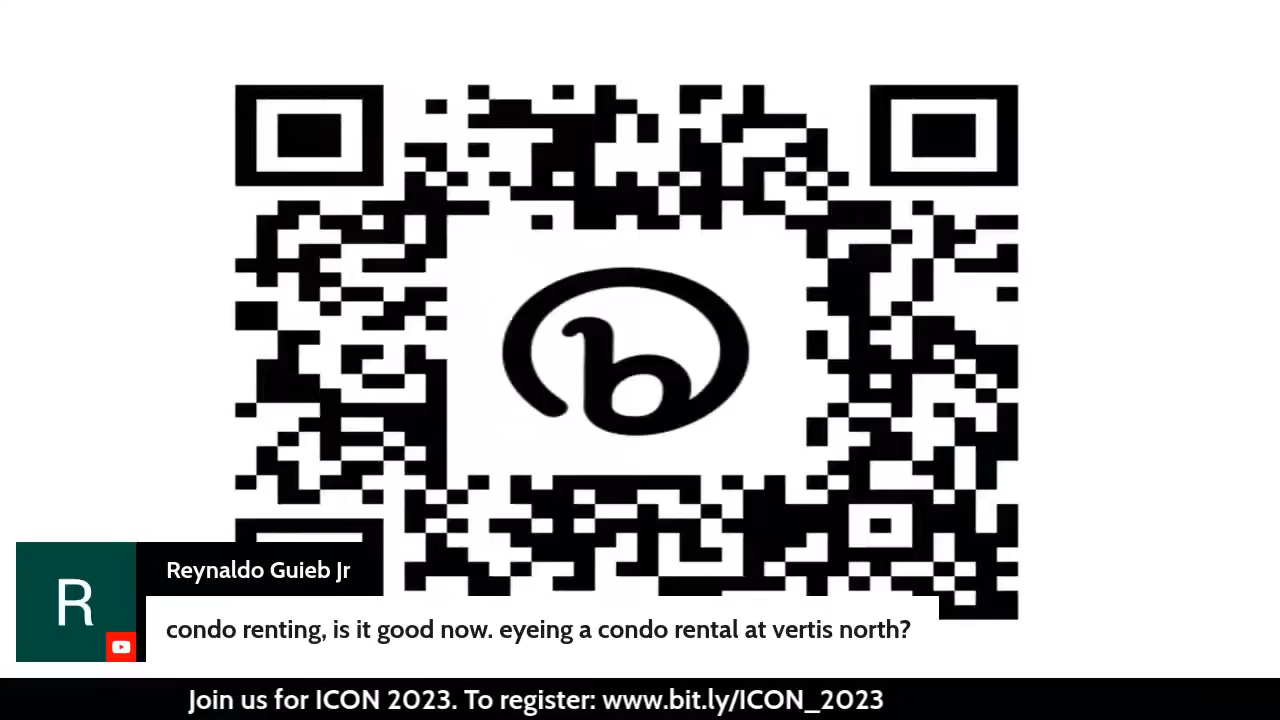 R
Reynaldo Guieb Jr
condo renting, is it good now. eyeing a condo rental at vertis north?
Join us for ICON 2023. To register: www.bit.ly/ICON_2023